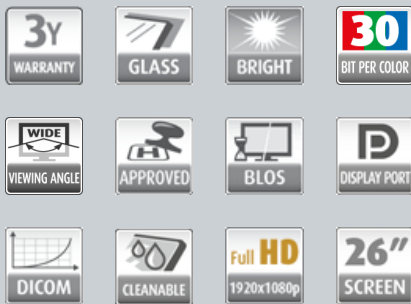 3Y
WARRANTY
GLASS
BRIGHT
30
BIT PER COLOR
WIDE
VIEWING ANGLE
H
APPROVED
BLOS
D
DISPLAY PORT
DICOM
CLEANABLE
Full HD
1920x1080p
26"
SCREEN